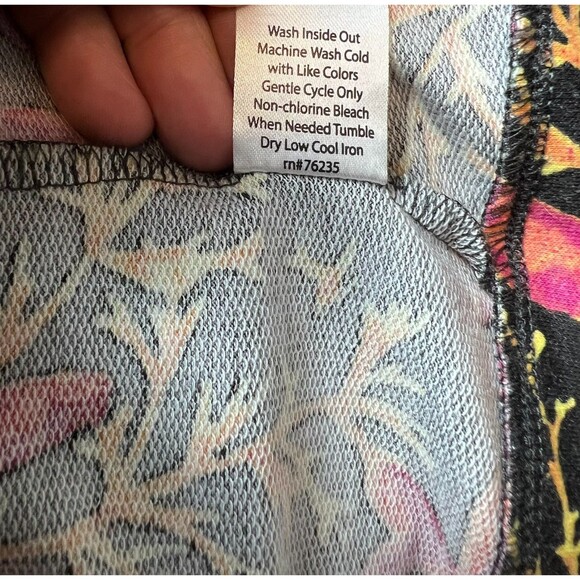 Wash Inside Out
Machine Wash Cold
with Like Colors
Gentle Cycle Only
Non-chlorine Bleach
When Needed Tumble
Dry Low Cool Iron
rn#76235